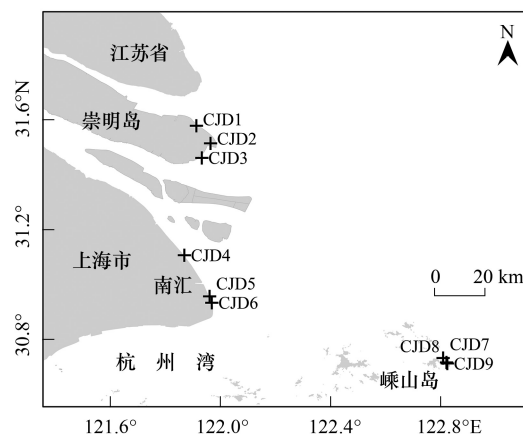 江苏省
N
31.6°N
崇明岛
CJD1
CJD2
CJD3
31.2°
上海市
CJD4
南汇
CJD5
CJD6
0 20 km
30.8°
杭 州 湾
CJD8
CJD7
CJD9
嵊山岛
121.6° 122.0° 122.4° 122.8°E